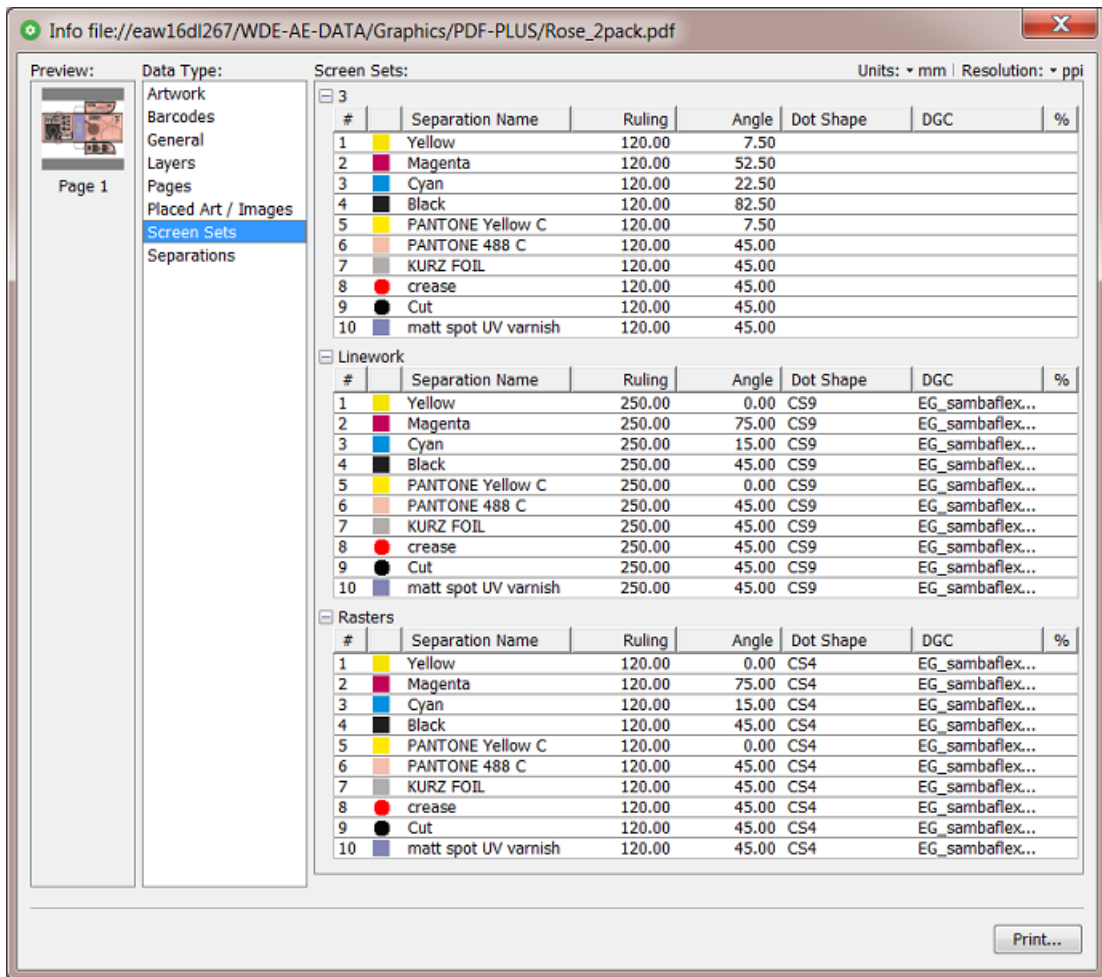 Info file://eaw16dl267/WDE-AE-DATA/Graphics/PDF-PLUS/Rose_2pack.pdf
Preview: Data Type: Screen Sets: Units: mm Resolution: ppi
Page 1
Artwork
Barcodes
General
Layers
Pages
Placed Art / Images
Screen Sets
Separations
3
# Separation Name Ruling Angle Dot Shape DGC %
1 Yellow 120.00 7.50
2 Magenta 120.00 52.50
3 Cyan 120.00 22.50
4 Black 120.00 82.50
5 PANTONE Yellow C 120.00 7.50
6 PANTONE 488 C 120.00 45.00
7 KURZ FOIL 120.00 45.00
8 crease 120.00 45.00
9 Cut 120.00 45.00
10 matt spot UV varnish 120.00 45.00
Linework
# Separation Name Ruling Angle Dot Shape DGC %
1 Yellow 250.00 0.00 CS9 EG_sambaflex...
2 Magenta 250.00 75.00 CS9 EG_sambaflex...
3 Cyan 250.00 15.00 CS9 EG_sambaflex...
4 Black 250.00 45.00 CS9 EG_sambaflex...
5 PANTONE Yellow C 250.00 0.00 CS9 EG_sambaflex...
6 PANTONE 488 C 250.00 45.00 CS9 EG_sambaflex...
7 KURZ FOIL 250.00 45.00 CS9 EG_sambaflex...
8 crease 250.00 45.00 CS9 EG_sambaflex...
9 Cut 250.00 45.00 CS9 EG_sambaflex...
10 matt spot UV varnish 250.00 45.00 CS9 EG_sambaflex...
Rasters
# Separation Name Ruling Angle Dot Shape DGC %
1 Yellow 120.00 0.00 CS4 EG_sambaflex...
2 Magenta 120.00 75.00 CS4 EG_sambaflex...
3 Cyan 120.00 15.00 CS4 EG_sambaflex...
4 Black 120.00 45.00 CS4 EG_sambaflex...
5 PANTONE Yellow C 120.00 0.00 CS4 EG_sambaflex...
6 PANTONE 488 C 120.00 45.00 CS4 EG_sambaflex...
7 KURZ FOIL 120.00 45.00 CS4 EG_sambaflex...
8 crease 120.00 45.00 CS4 EG_sambaflex...
9 Cut 120.00 45.00 CS4 EG_sambaflex...
10 matt spot UV varnish 120.00 45.00 CS4 EG_sambaflex...
Print...